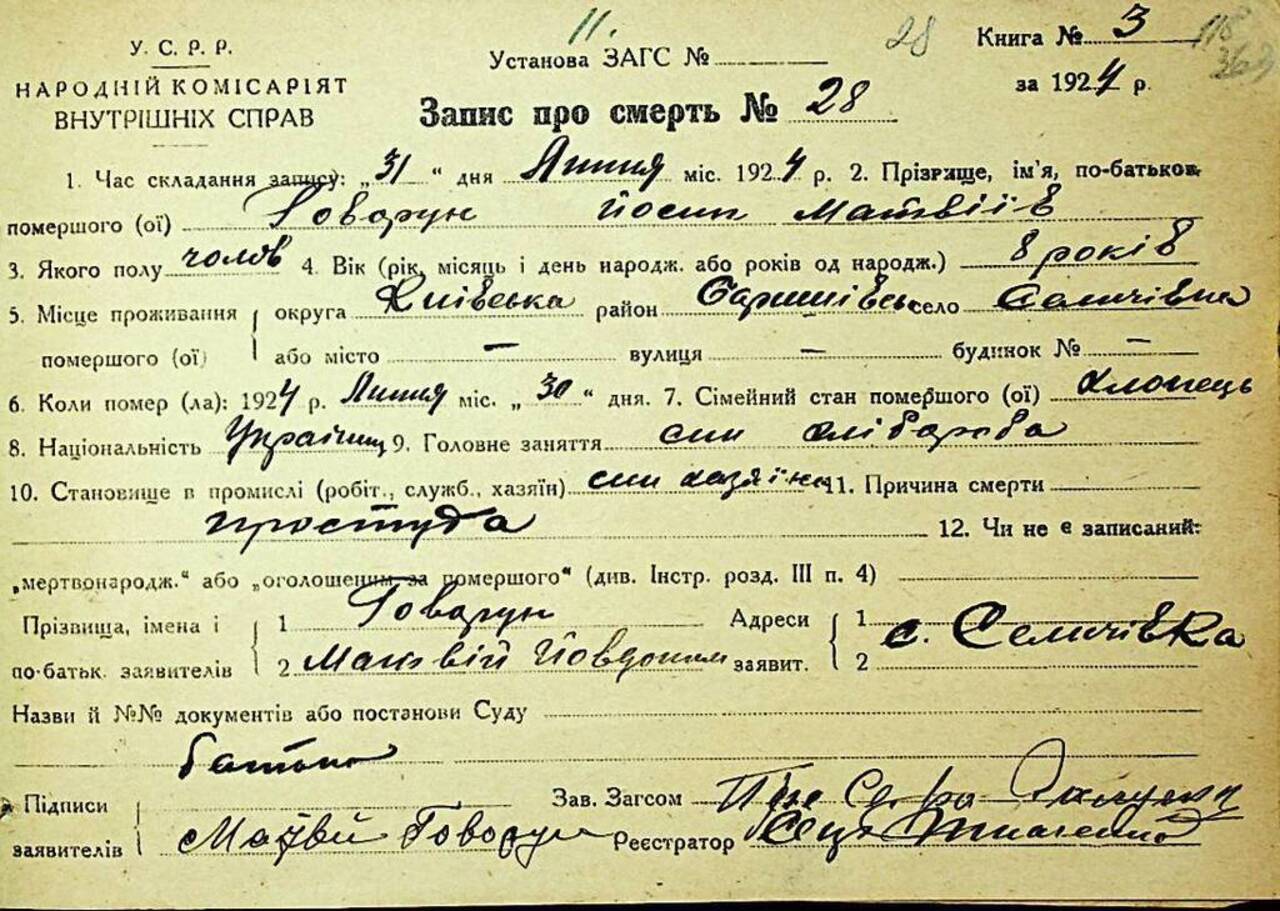 У. С. Р. Р.
НАРОДНІЙ КОМІСАРІЯТ
ВНУТРІШНІХ СПРАВ
11.
Установа ЗАГС №
28
Книга № 3
за 1924 р.
Запис про смерть № 28
1. Час складання запису: „31“ дня Липня міс. 1924 р. 2. Прізвище, ім'я, по-батьков.
помершого (ої) Говорун Йосип Матвіїв
3. Якого полу чолов 4. Вік (рік, місяць і день народж. або років од народж.) 8 років
5. Місце проживання округа Київська район Баришівськ село Селичівка
помершого (ої) або місто — вулиця — будинок № —
6. Коли помер (ла): 1924 р. Липня міс. „30“ дня. 7. Сімейний стан помершого (ої) хлопець
8. Національність Українець 9. Головне заняття син хлібороба
10. Становище в промислі (робіт., служб., хазяїн) син хазяїна 11. Причина смерти
простуда 12. Чи не є записаний:
„мертвонародж.“ або „оголошеним за помершого“ (див. Інстр. розд. III п. 4)
Прізвища, імена і 1 Говорун Адреси 1 с. Селичівка
по-батьк. заявителів 2 Матвій заявит. 2
Назви й №№ документів або постанови Суду
батько
Підписи Зав. Загсом
заявителів Матвій Говорун Реєстратор